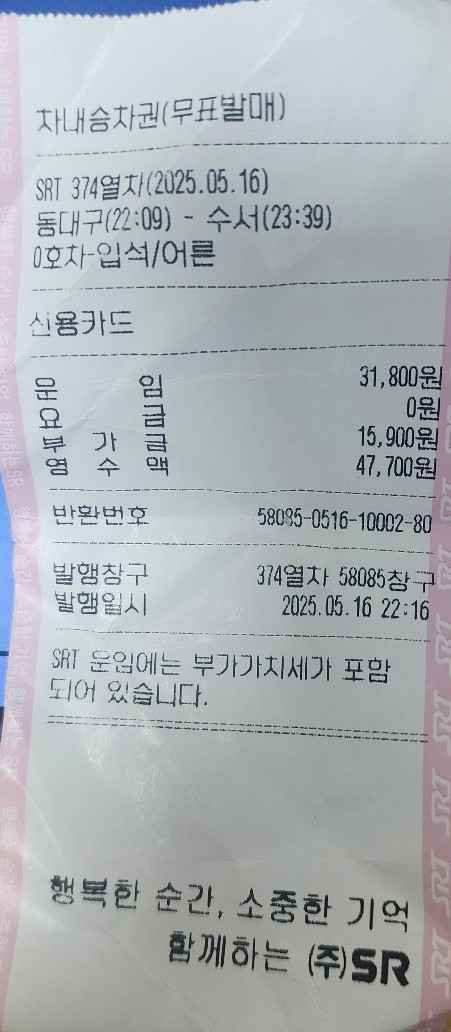 차내승차권(무표발매)
SRT 374열차(2025.05.16)
동대구(22:09) - 수서(23:39)
0호차-입석/어른
신용카드
운 임 31,800원
요 금 0원
부 가 금 15,900원
영 수 액 47,700원
반환번호 58085-0516-10002-80
발행창구 374열차 58085창구
발행일시 2025.05.16 22:16
SRT 운임에는 부가가치세가 포함
되어 있습니다.
행복한 순간, 소중한 기억
함께하는 (주)SR